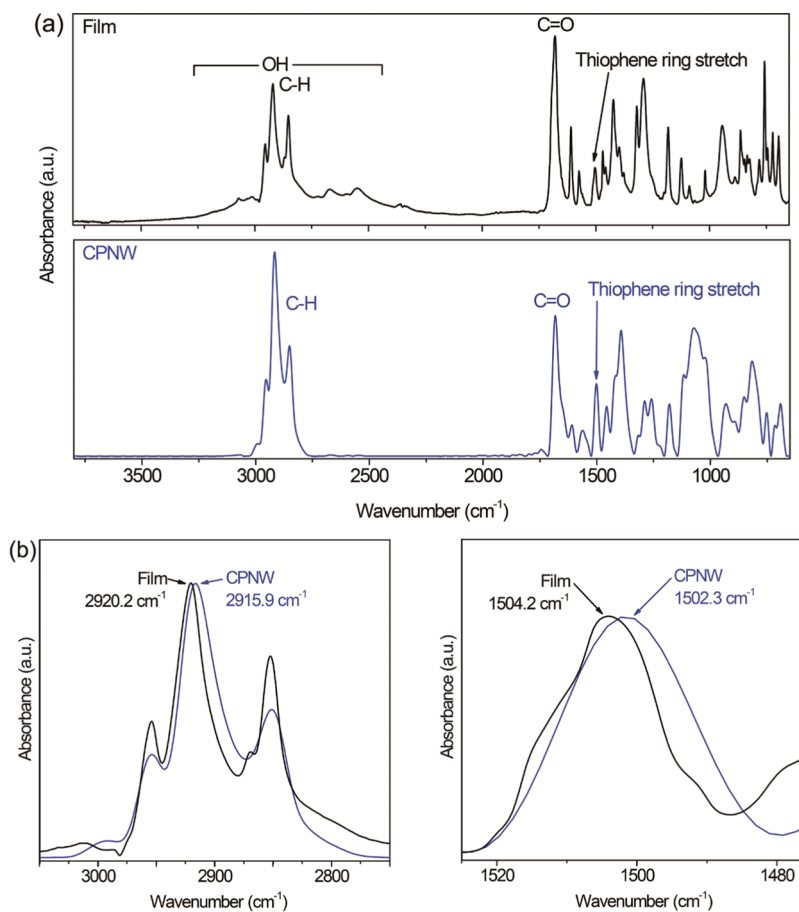 (a)
Film
OH
C-H
C=O
Thiophene ring stretch
CPNW
C-H
C=O
Thiophene ring stretch
Absorbance (a.u.)
3500 3000 2500 2000 1500 1000
Wavenumber (cm⁻¹)
(b)
Film
2920.2 cm⁻¹
CPNW
2915.9 cm⁻¹
Absorbance (a.u.)
3000 2900 2800
Wavenumber (cm⁻¹)
Film
1504.2 cm⁻¹
CPNW
1502.3 cm⁻¹
Absorbance (a.u.)
1520 1500 1480
Wavenumber (cm⁻¹)